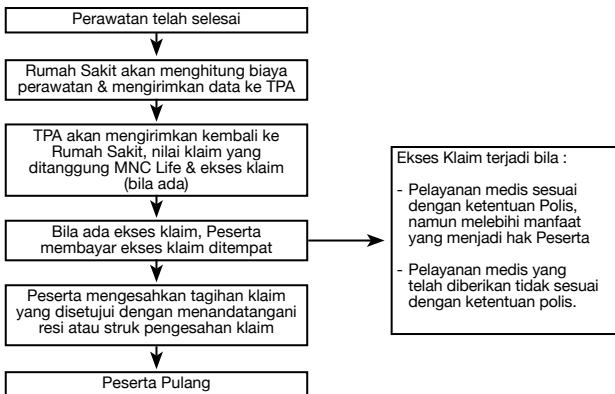 Perawatan telah selesai
Rumah Sakit akan menghitung biaya
perawatan & mengirimkan data ke TPA
TPA akan mengirimkan kembali ke
Rumah Sakit, nilai klaim yang
ditanggung MNC Life & ekses klaim
(bila ada)
Bila ada ekses klaim, Peserta
membayar ekses klaim ditempat
Peserta mengesahkan tagihan klaim
yang disetujui dengan menandatangani
resi atau struk pengesahan klaim
Peserta Pulang
Ekses Klaim terjadi bila :
- Pelayanan medis sesuai
dengan ketentuan Polis,
namun melebihi manfaat
yang menjadi hak Peserta
- Pelayanan medis yang
telah diberikan tidak sesuai
dengan ketentuan polis.